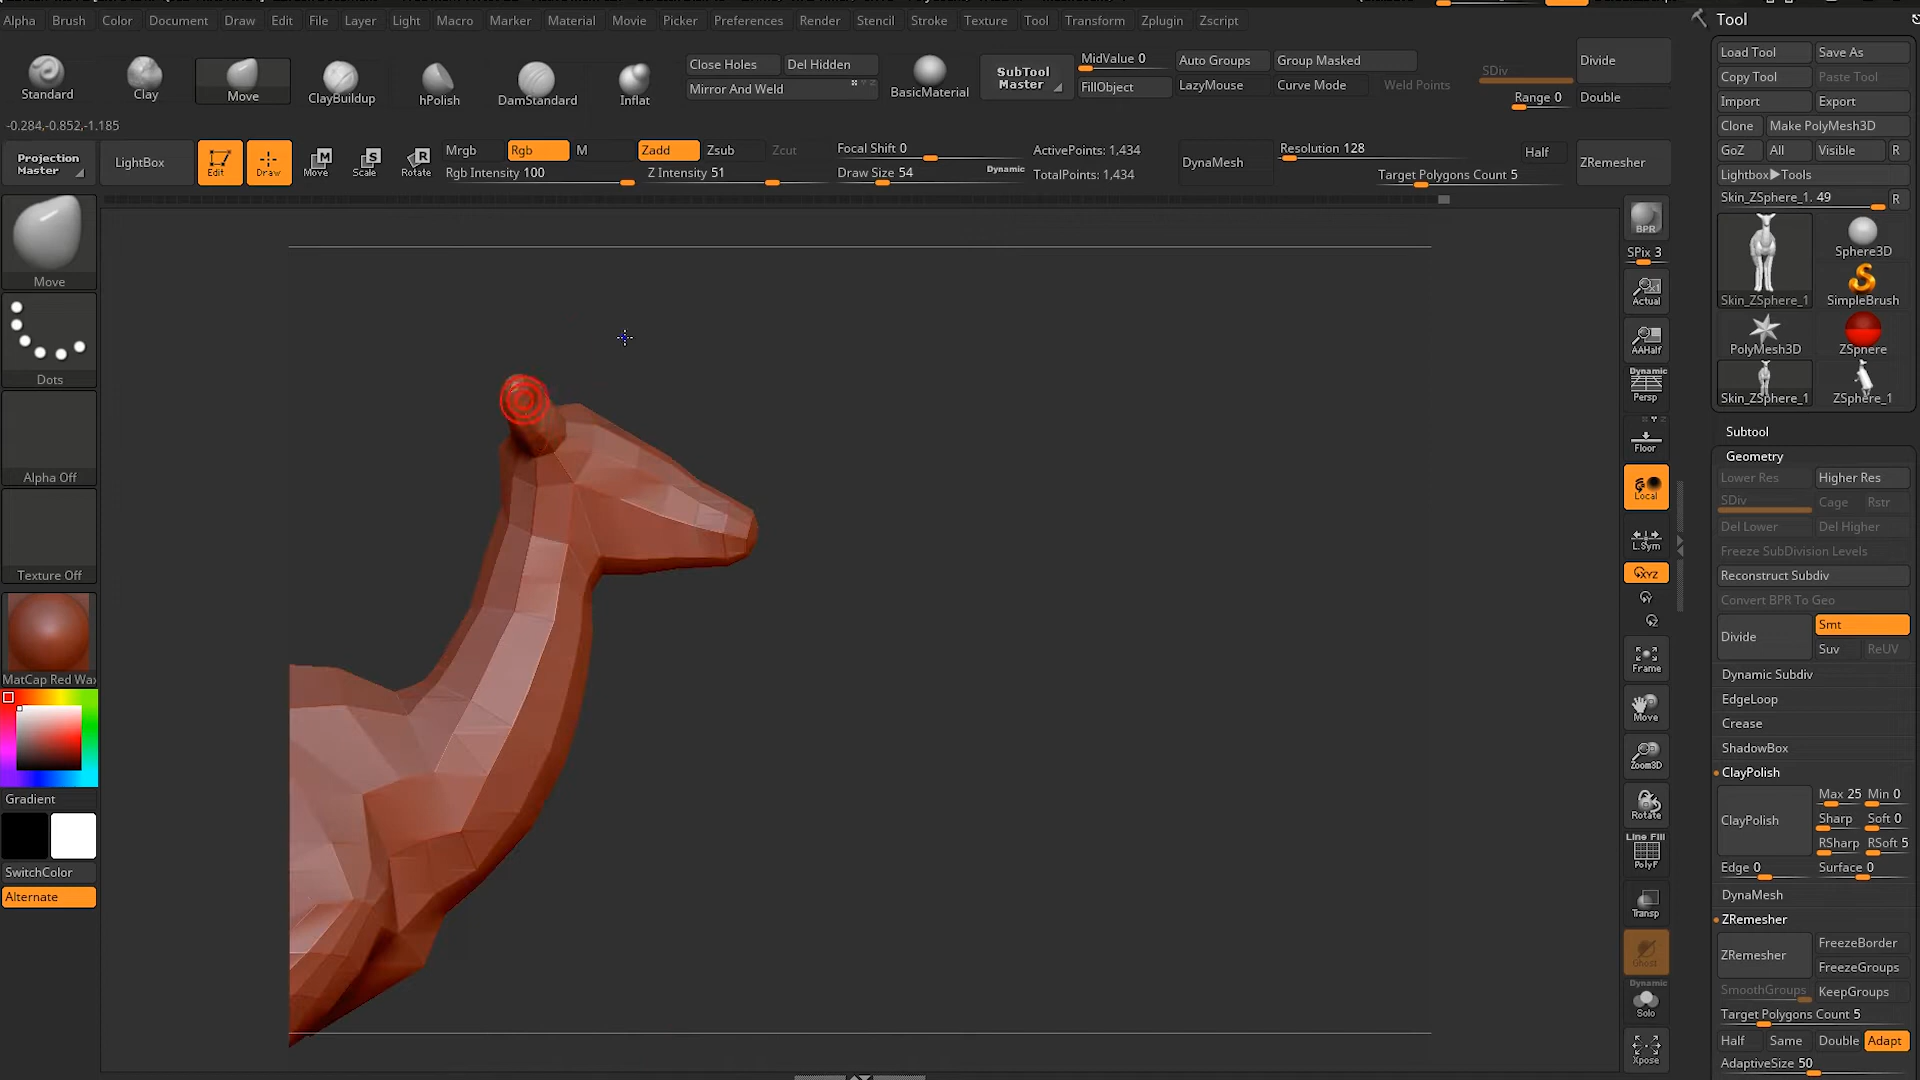 Alpha Brush Color Document Draw Edit File Layer Light Macro Marker Material Movie Picker Preferences Render Stencil Stroke Texture Tool Transform Zplugin Zscript
Tool
Standard Clay Move ClayBuildup hPolish DamStandard Inflat
Close Holes Del Hidden
Mirror And Weld
BasicMaterial
SubTool
Master
MidValue 0
FillObject
Auto Groups Group Masked
LazyMouse Curve Mode Weld Points
SDiv
Range 0
Divide
Double
-0.284,-0.852,-1.185
Projection
Master
LightBox
Edit Draw Move Scale Rotate
Mrgb Rgb M
Rgb Intensity 100
Zadd Zsub Zcut
Z Intensity 51
Focal Shift 0
Draw Size 54
Dynamic
ActivePoints: 1,434
TotalPoints: 1,434
DynaMesh
Resolution 128
Half
Target Polygons Count 5
ZRemesher
Move
Dots
Alpha Off
Texture Off
MatCap Red Wax
Gradient
SwitchColor
Alternate
BPR
SPix 3
Actual
AAHalf
Dynamic
Persp
Floor
Local
L.Sym
XYZ
Frame
Move
Zoom3D
Rotate
Line Fill
PolyF
Transp
Ghost
Dynamic
Solo
Xpose
Load Tool Save As
Copy Tool Paste Tool
Import Export
Clone Make PolyMesh3D
GoZ All Visible R
Lightbox▶Tools
Skin_ZSphere_1. 49 R
Skin_ZSphere_1 Sphere3D
SimpleBrush
PolyMesh3D ZSphere
Skin_ZSphere_1 ZSphere_1
Subtool
Geometry
Lower Res Higher Res
SDiv Cage Rstr
Del Lower Del Higher
Freeze SubDivision Levels
Reconstruct Subdiv
Convert BPR To Geo
Divide Smt
Suv ReUV
Dynamic Subdiv
EdgeLoop
Crease
ShadowBox
ClayPolish
ClayPolish
Max 25 Min 0
Sharp Soft 0
RSharp RSoft 5
Edge 0 Surface 0
DynaMesh
ZRemesher
ZRemesher
FreezeBorder
FreezeGroups
SmoothGroups KeepGroups
Target Polygons Count 5
Half Same Double Adapt
AdaptiveSize 50